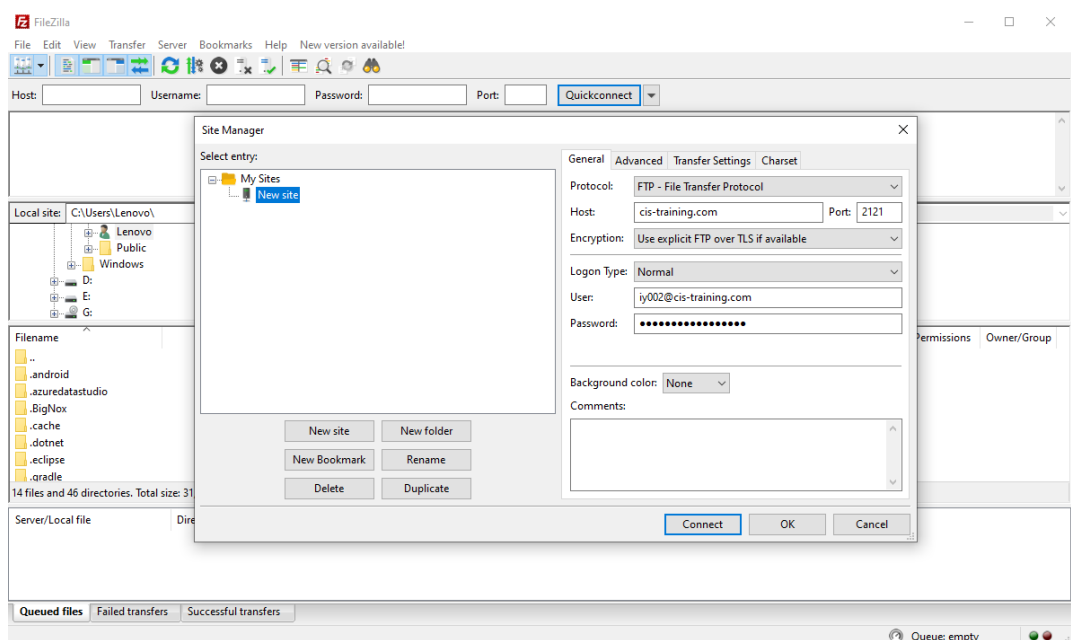 FileZilla
File Edit View Transfer Server Bookmarks Help New version available!
Host: Username: Password: Port: Quickconnect
Site Manager
Select entry:
My Sites
New site
New site New folder
New Bookmark Rename
Delete Duplicate
General Advanced Transfer Settings Charset
Protocol: FTP - File Transfer Protocol
Host: cis-training.com Port: 2121
Encryption: Use explicit FTP over TLS if available
Logon Type: Normal
User: iy002@cis-training.com
Password: •••••••••••••••••
Background color: None
Comments:
Connect OK Cancel
Local site: C:\Users\Lenovo\
Lenovo
Public
Windows
D:
E:
G:
Filename
..
.android
.azuredatastudio
.BigNox
.cache
.dotnet
.eclipse
.gradle
Permissions Owner/Group
14 files and 46 directories. Total size: 31
Server/Local file Dire
Queued files Failed transfers Successful transfers
Queue: empty